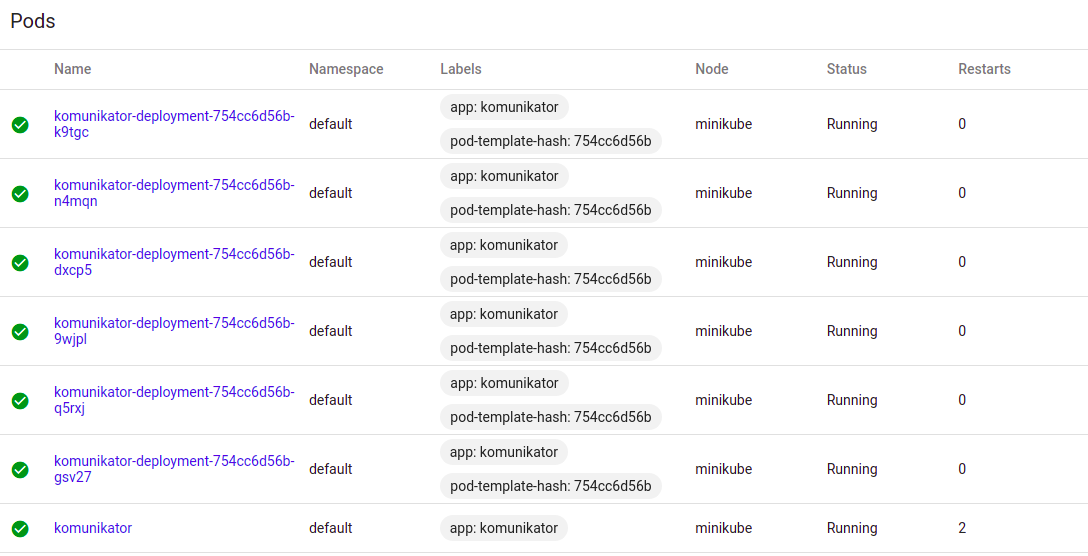 Pods
Name Namespace Labels Node Status Restarts
komunikator-deployment-754cc6d56b-
k9tgc
default
app: komunikator
pod-template-hash: 754cc6d56b
minikube
Running
0
komunikator-deployment-754cc6d56b-
n4mqn
default
app: komunikator
pod-template-hash: 754cc6d56b
minikube
Running
0
komunikator-deployment-754cc6d56b-
dxcp5
default
app: komunikator
pod-template-hash: 754cc6d56b
minikube
Running
0
komunikator-deployment-754cc6d56b-
9wjpl
default
app: komunikator
pod-template-hash: 754cc6d56b
minikube
Running
0
komunikator-deployment-754cc6d56b-
q5rxj
default
app: komunikator
pod-template-hash: 754cc6d56b
minikube
Running
0
komunikator-deployment-754cc6d56b-
gsv27
default
app: komunikator
pod-template-hash: 754cc6d56b
minikube
Running
0
komunikator
default
app: komunikator
minikube
Running
2